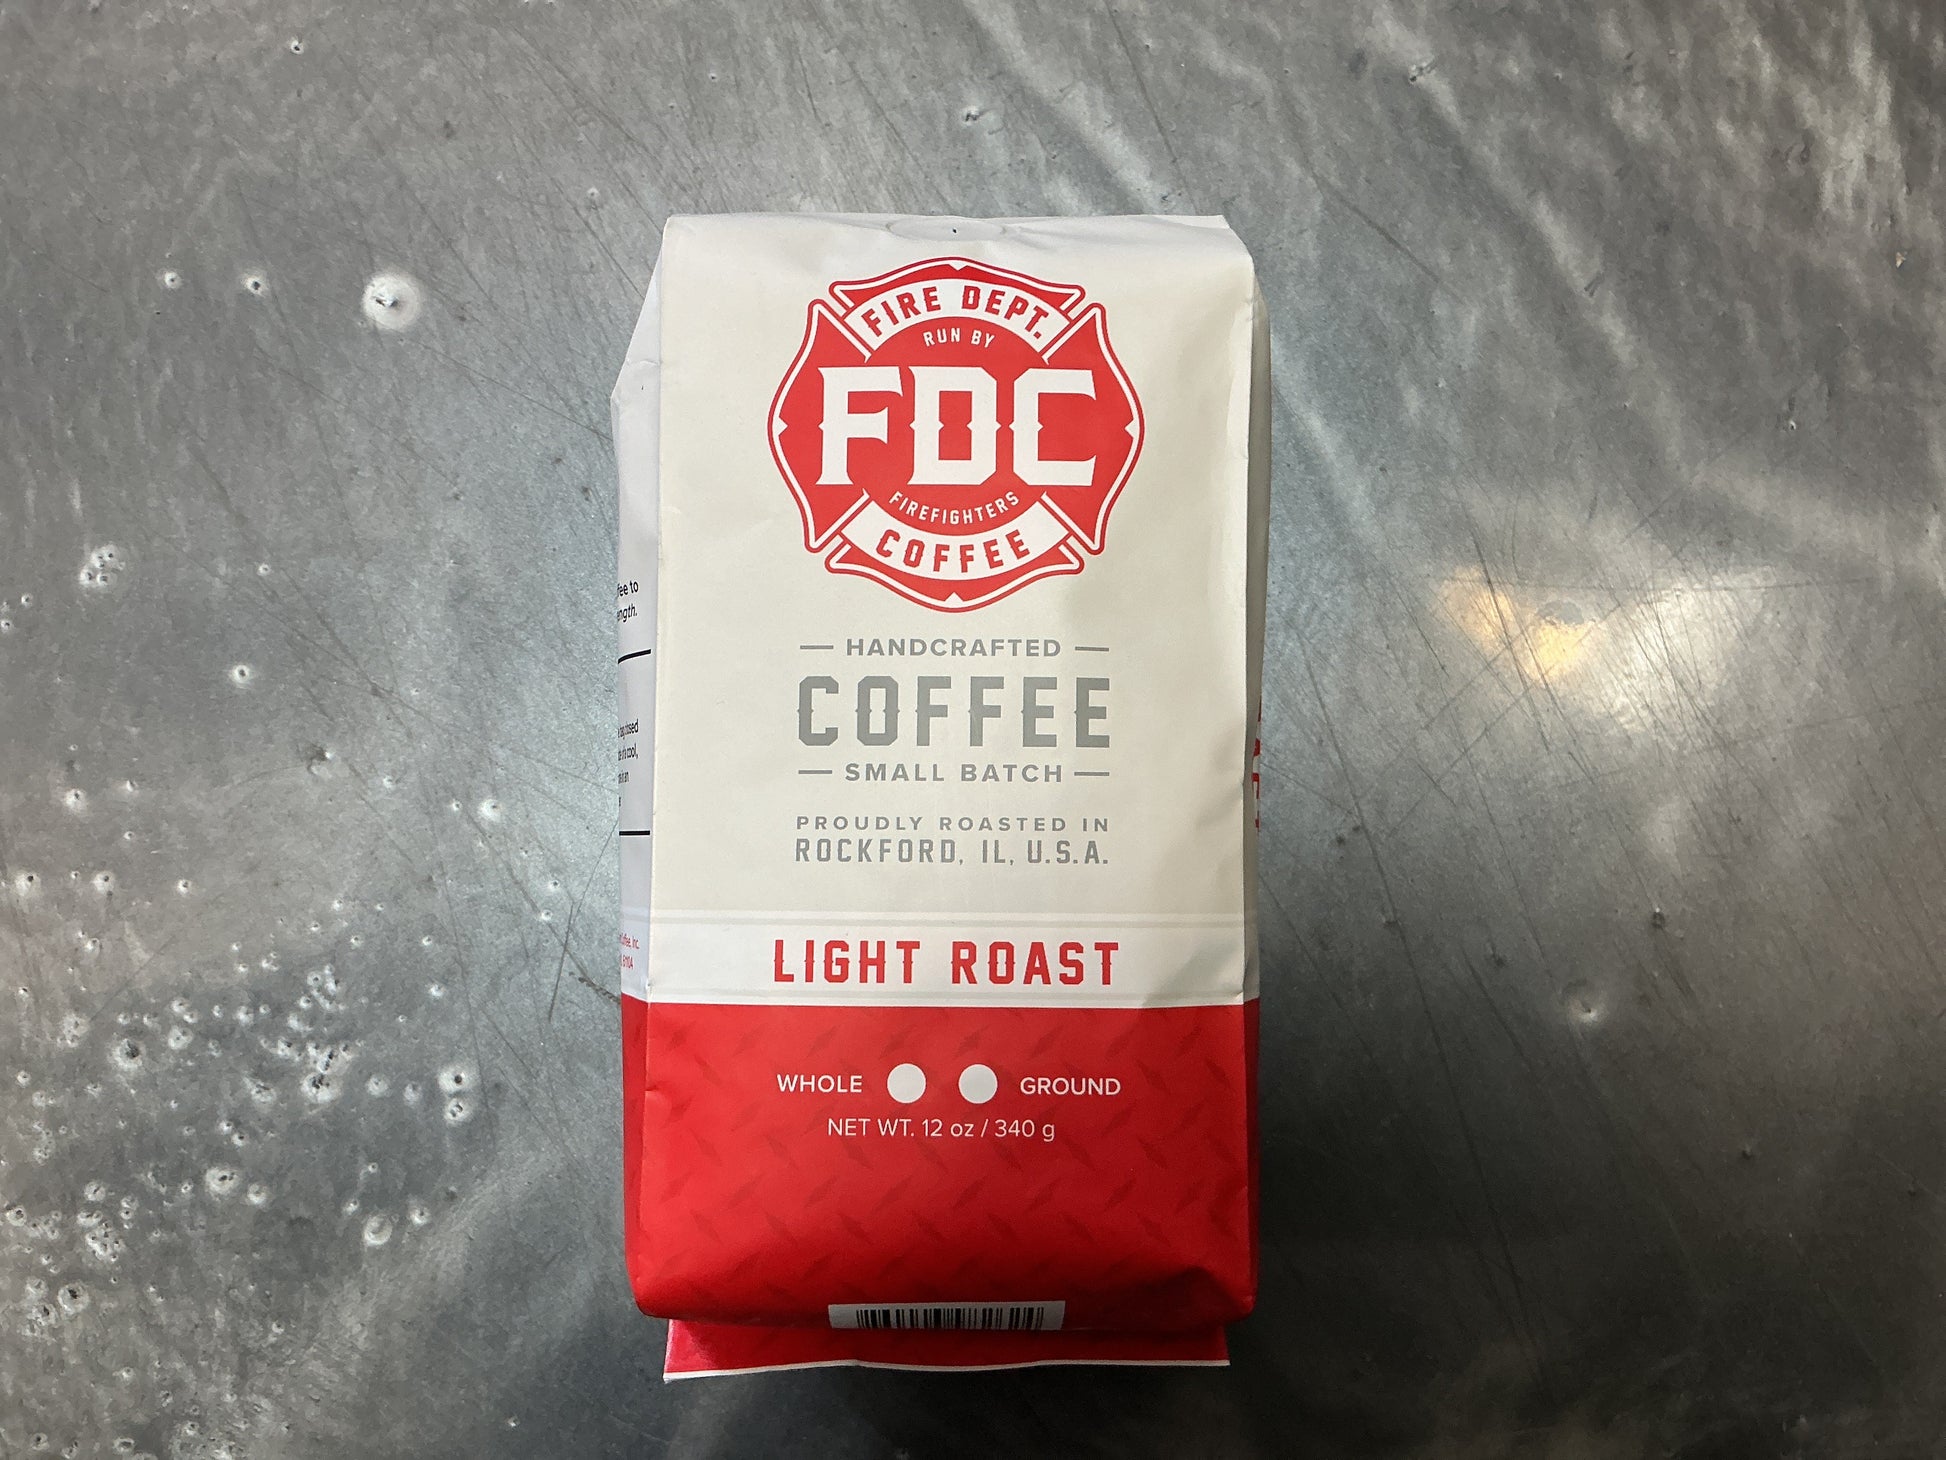 FIRE DEPT.
RUN BY
FDC
FIREFIGHTERS
COFFEE
HANDCRAFTED
COFFEE
SMALL BATCH
PROUDLY ROASTED IN
ROCKFORD, IL, U.S.A.
LIGHT ROAST
WHOLE GROUND
NET WT. 12 oz / 340 g
to